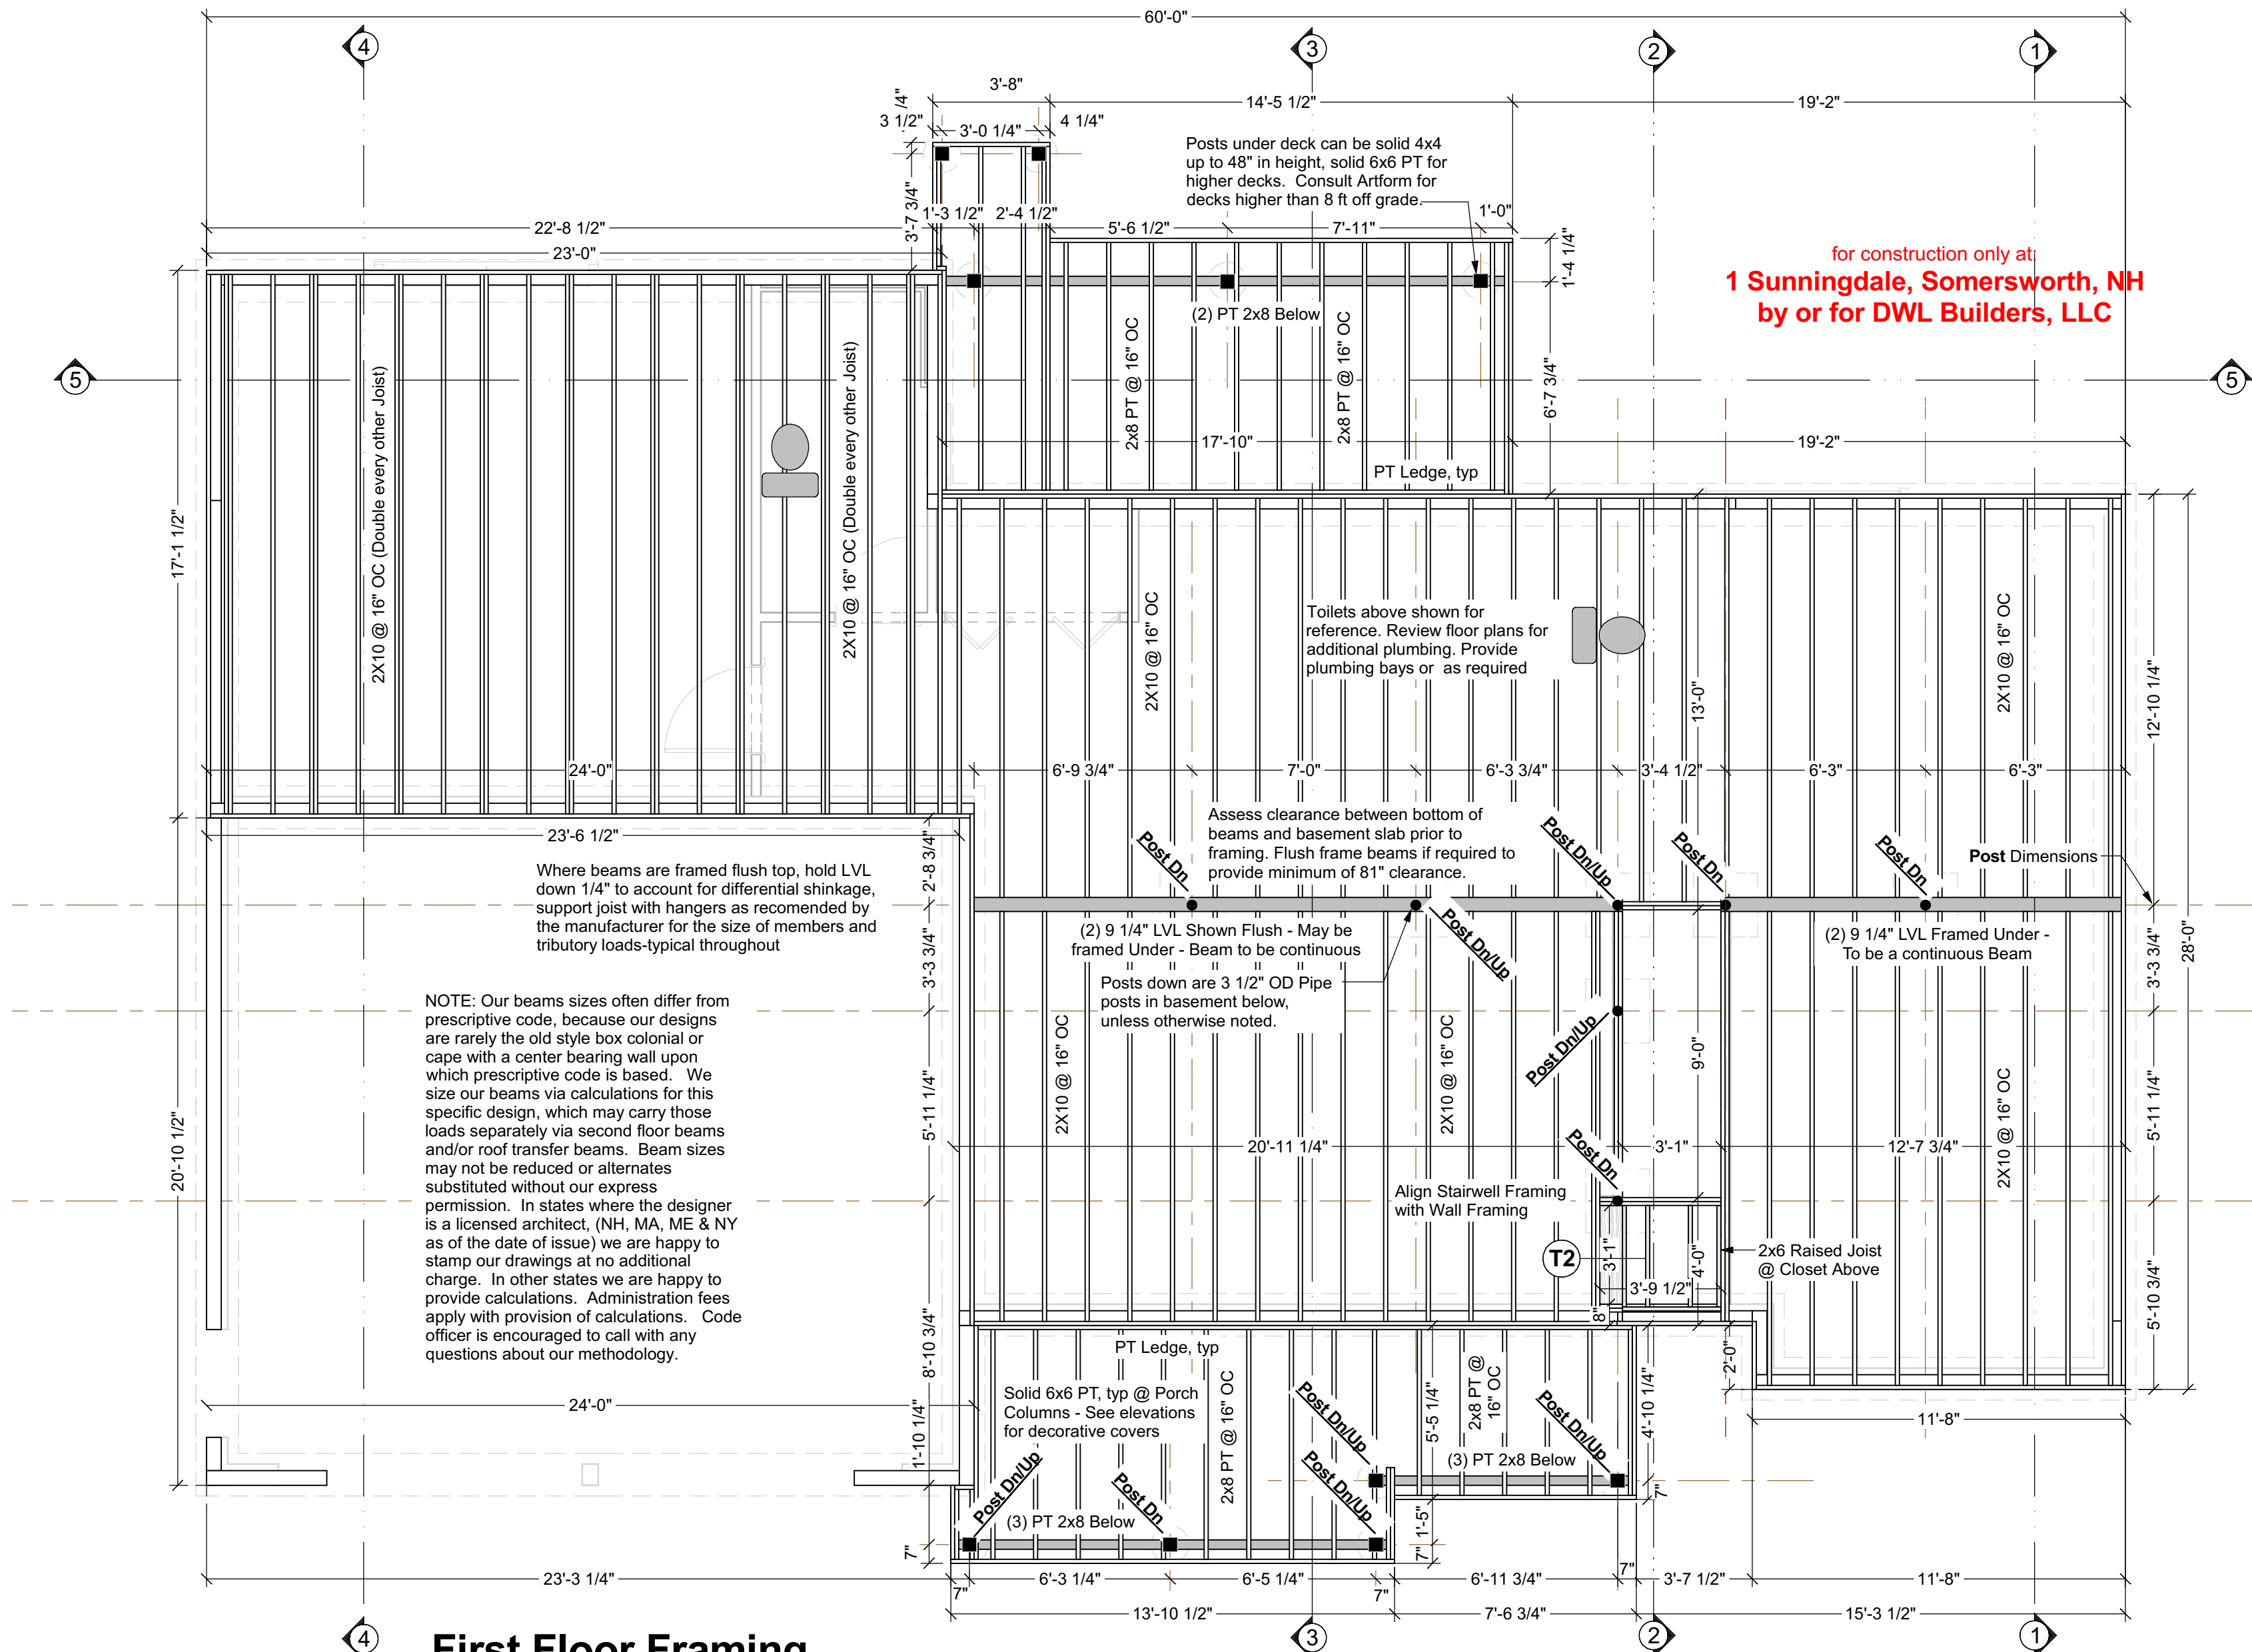 60'-0"
4
3
2
1
3'-8"
14'-5 1/2"
19'-2"
/4"
3 1/2"
3'-0 1/4"
4 1/4"
Posts under deck can be solid 4x4
up to 48" in height, solid 6x6 PT for
higher decks.  Consult Artform for
decks higher than 8 ft off grade.
3'-7 3/4"
1'-3 1/2"
2'-4 1/2"
22'-8 1/2"
5'-6 1/2"
7'-11"
1'-0"
23'-0"
1'-4 1/4"
for construction only at:
1 Sunningdale, Somersworth, NH
by or for DWL Builders, LLC
(2) PT 2x8 Below
5
5
2X10 @ 16" OC (Double every other Joist)
2X10 @ 16" OC (Double every other Joist)
2x8 PT @ 16" OC
2x8 PT @ 16" OC
6'-7 3/4"
17'-10"
19'-2"
PT Ledge, typ
17'-1 1/2"
2X10 @ 16" OC
Toilets above shown for
reference. Review floor plans for
additional plumbing. Provide
plumbing bays or  as required
2X10 @ 16" OC
13'-0"
12'-10 1/4"
24'-0"
6'-9 3/4"
7'-0"
6'-3 3/4"
3'-4 1/2"
6'-3"
6'-3"
23'-6 1/2"
2'-8 3/4"
Assess clearance between bottom of
beams and basement slab prior to
framing. Flush frame beams if required to
provide minimum of 81" clearance.
Post Dn
Post Dn/Up
Post Dn
Post Dn
Post Dimensions
Where beams are framed flush top, hold LVL
down 1/4" to account for differential shinkage,
support joist with hangers as recomended by
the manufacturer for the size of members and
tributory loads-typical throughout
(2) 9 1/4" LVL Shown Flush - May be
framed Under - Beam to be continuous
Post Dn/Up
(2) 9 1/4" LVL Framed Under -
To be a continuous Beam
3'-3 3/4"
3'-3 3/4"
28'-0"
Posts down are 3 1/2" OD Pipe
posts in basement below,
unless otherwise noted.
NOTE: Our beams sizes often differ from
prescriptive code, because our designs
are rarely the old style box colonial or
cape with a center bearing wall upon
which prescriptive code is based.   We
size our beams via calculations for this
specific design, which may carry those
loads separately via second floor beams
and/or roof transfer beams.  Beam sizes
may not be reduced or alternates
substituted without our express
permission.  In states where the designer
is a licensed architect, (NH, MA, ME & NY
as of the date of issue) we are happy to
stamp our drawings at no additional
charge.  In other states we are happy to
provide calculations.  Administration fees
apply with provision of calculations.   Code
officer is encouraged to call with any
questions about our methodology.
2X10 @ 16" OC
2X10 @ 16" OC
Post Dn/Up
9'-0"
2X10 @ 16" OC
20'-10 1/2"
5'-11 1/4"
5'-11 1/4"
20'-11 1/4"
Post Dn
3'-1"
12'-7 3/4"
Align Stairwell Framing
with Wall Framing
T2
3'-1"
4'-0"
2x6 Raised Joist
@ Closet Above
3'-9 1/2"
8"
8'-10 3/4"
5'-10 3/4"
2'-0"
PT Ledge, typ
24'-0"
Solid 6x6 PT, typ @ Porch
Columns - See elevations
for decorative covers
2x8 PT @ 16" OC
Post Dn/Up
5'-5 1/4"
2x8 PT @
16" OC
Post Dn/Up
4'-10 1/4"
11'-8"
1'-10 1/4"
(3) PT 2x8 Below
Post Dn/Up
Post Dn
Post Dn/Up
(3) PT 2x8 Below
7"
1'-5"
7"
7"
23'-3 1/4"
7"
6'-3 1/4"
6'-5 1/4"
7"
6'-11 3/4"
7"
3'-7 1/2"
11'-8"
13'-10 1/2"
7'-6 3/4"
15'-3 1/2"
4
First Floor Framing
3
2
1